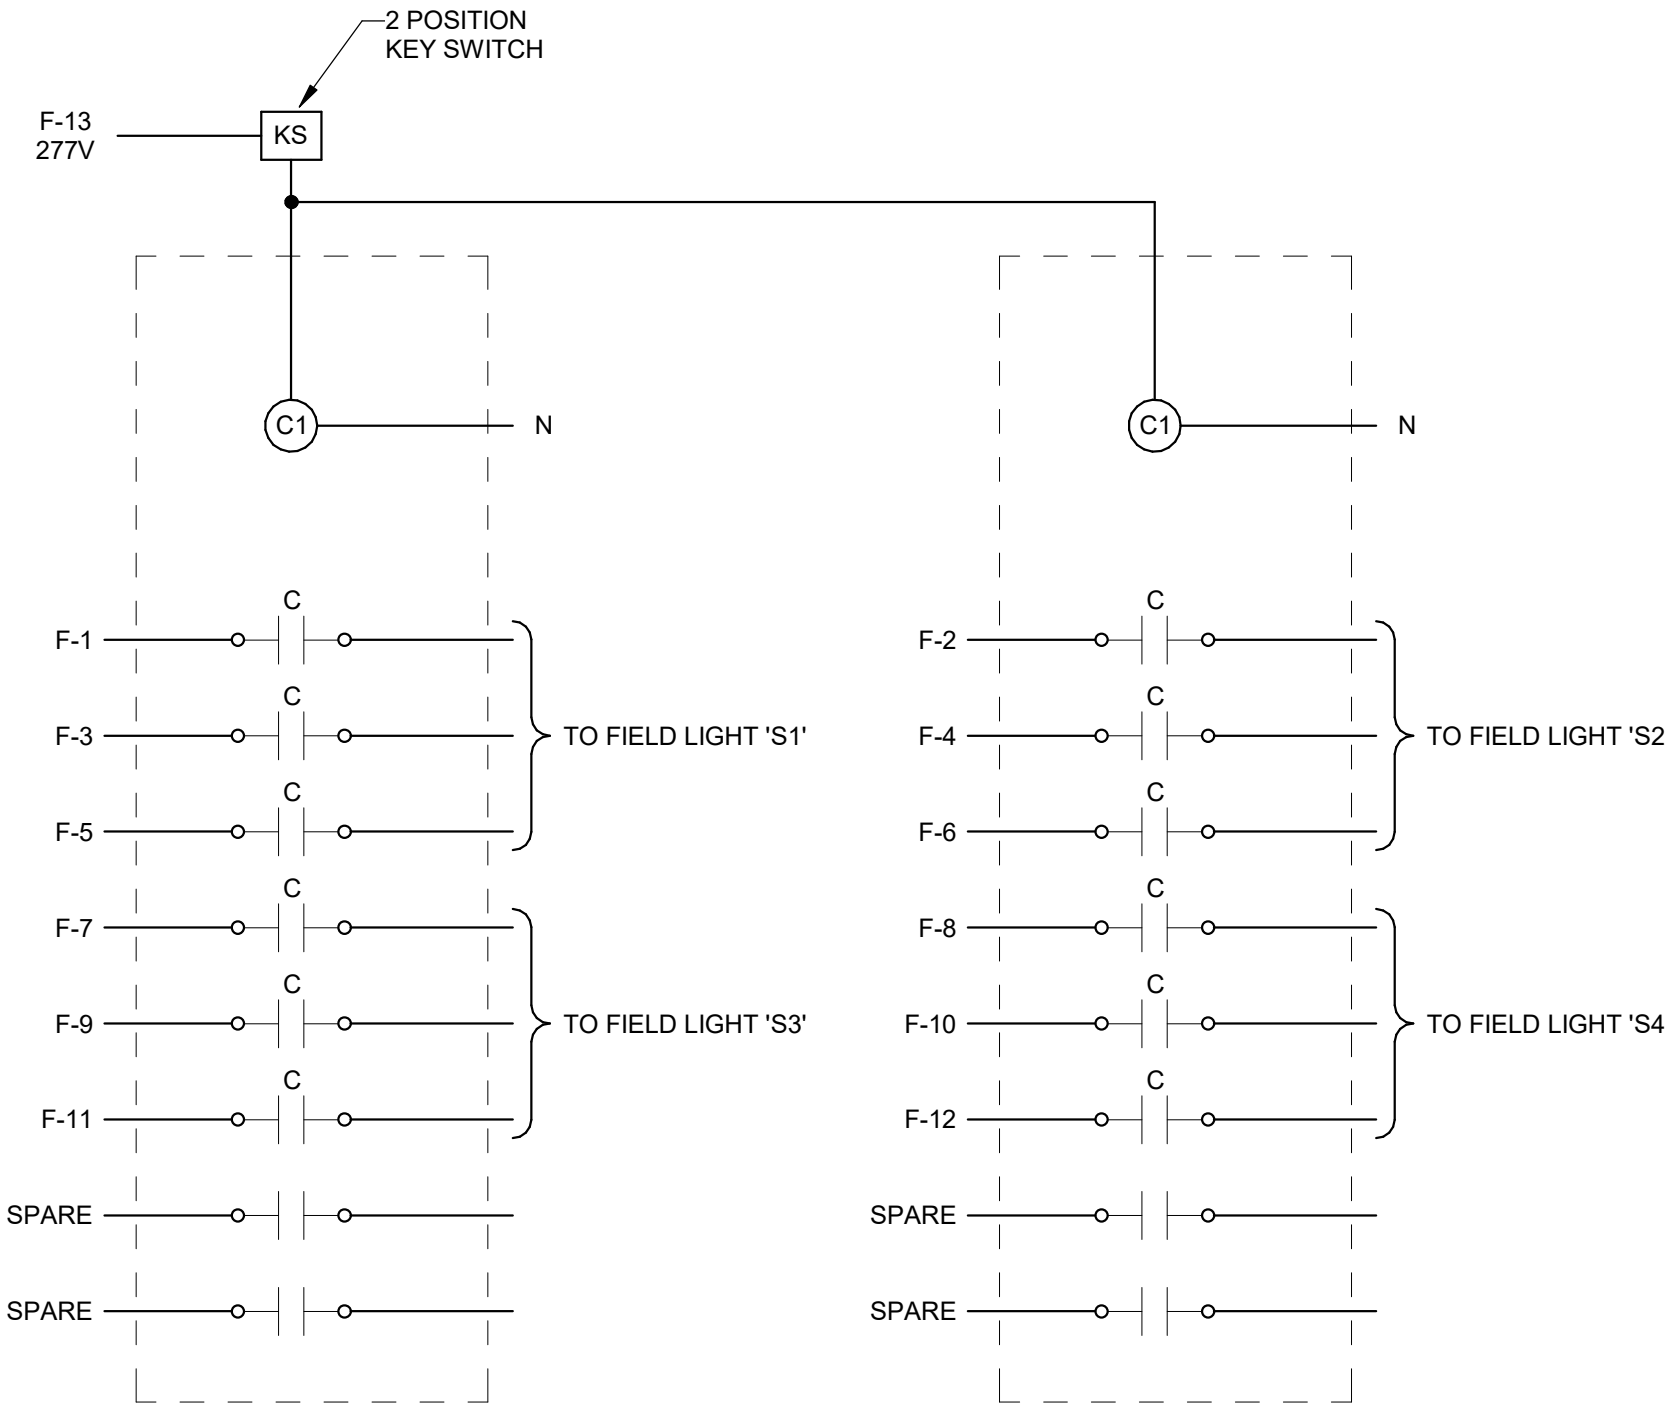 2 POSITION
KEY SWITCH
F-13
277V
KS
C1
N
C1
N
C
F-1
C
F-3
TO FIELD LIGHT 'S1'
C
F-5
C
F-7
C
F-9
TO FIELD LIGHT 'S3'
C
F-11
SPARE
SPARE
C
F-2
C
F-4
TO FIELD LIGHT 'S2
C
F-6
C
F-8
C
F-10
TO FIELD LIGHT 'S4
C
F-12
SPARE
SPARE